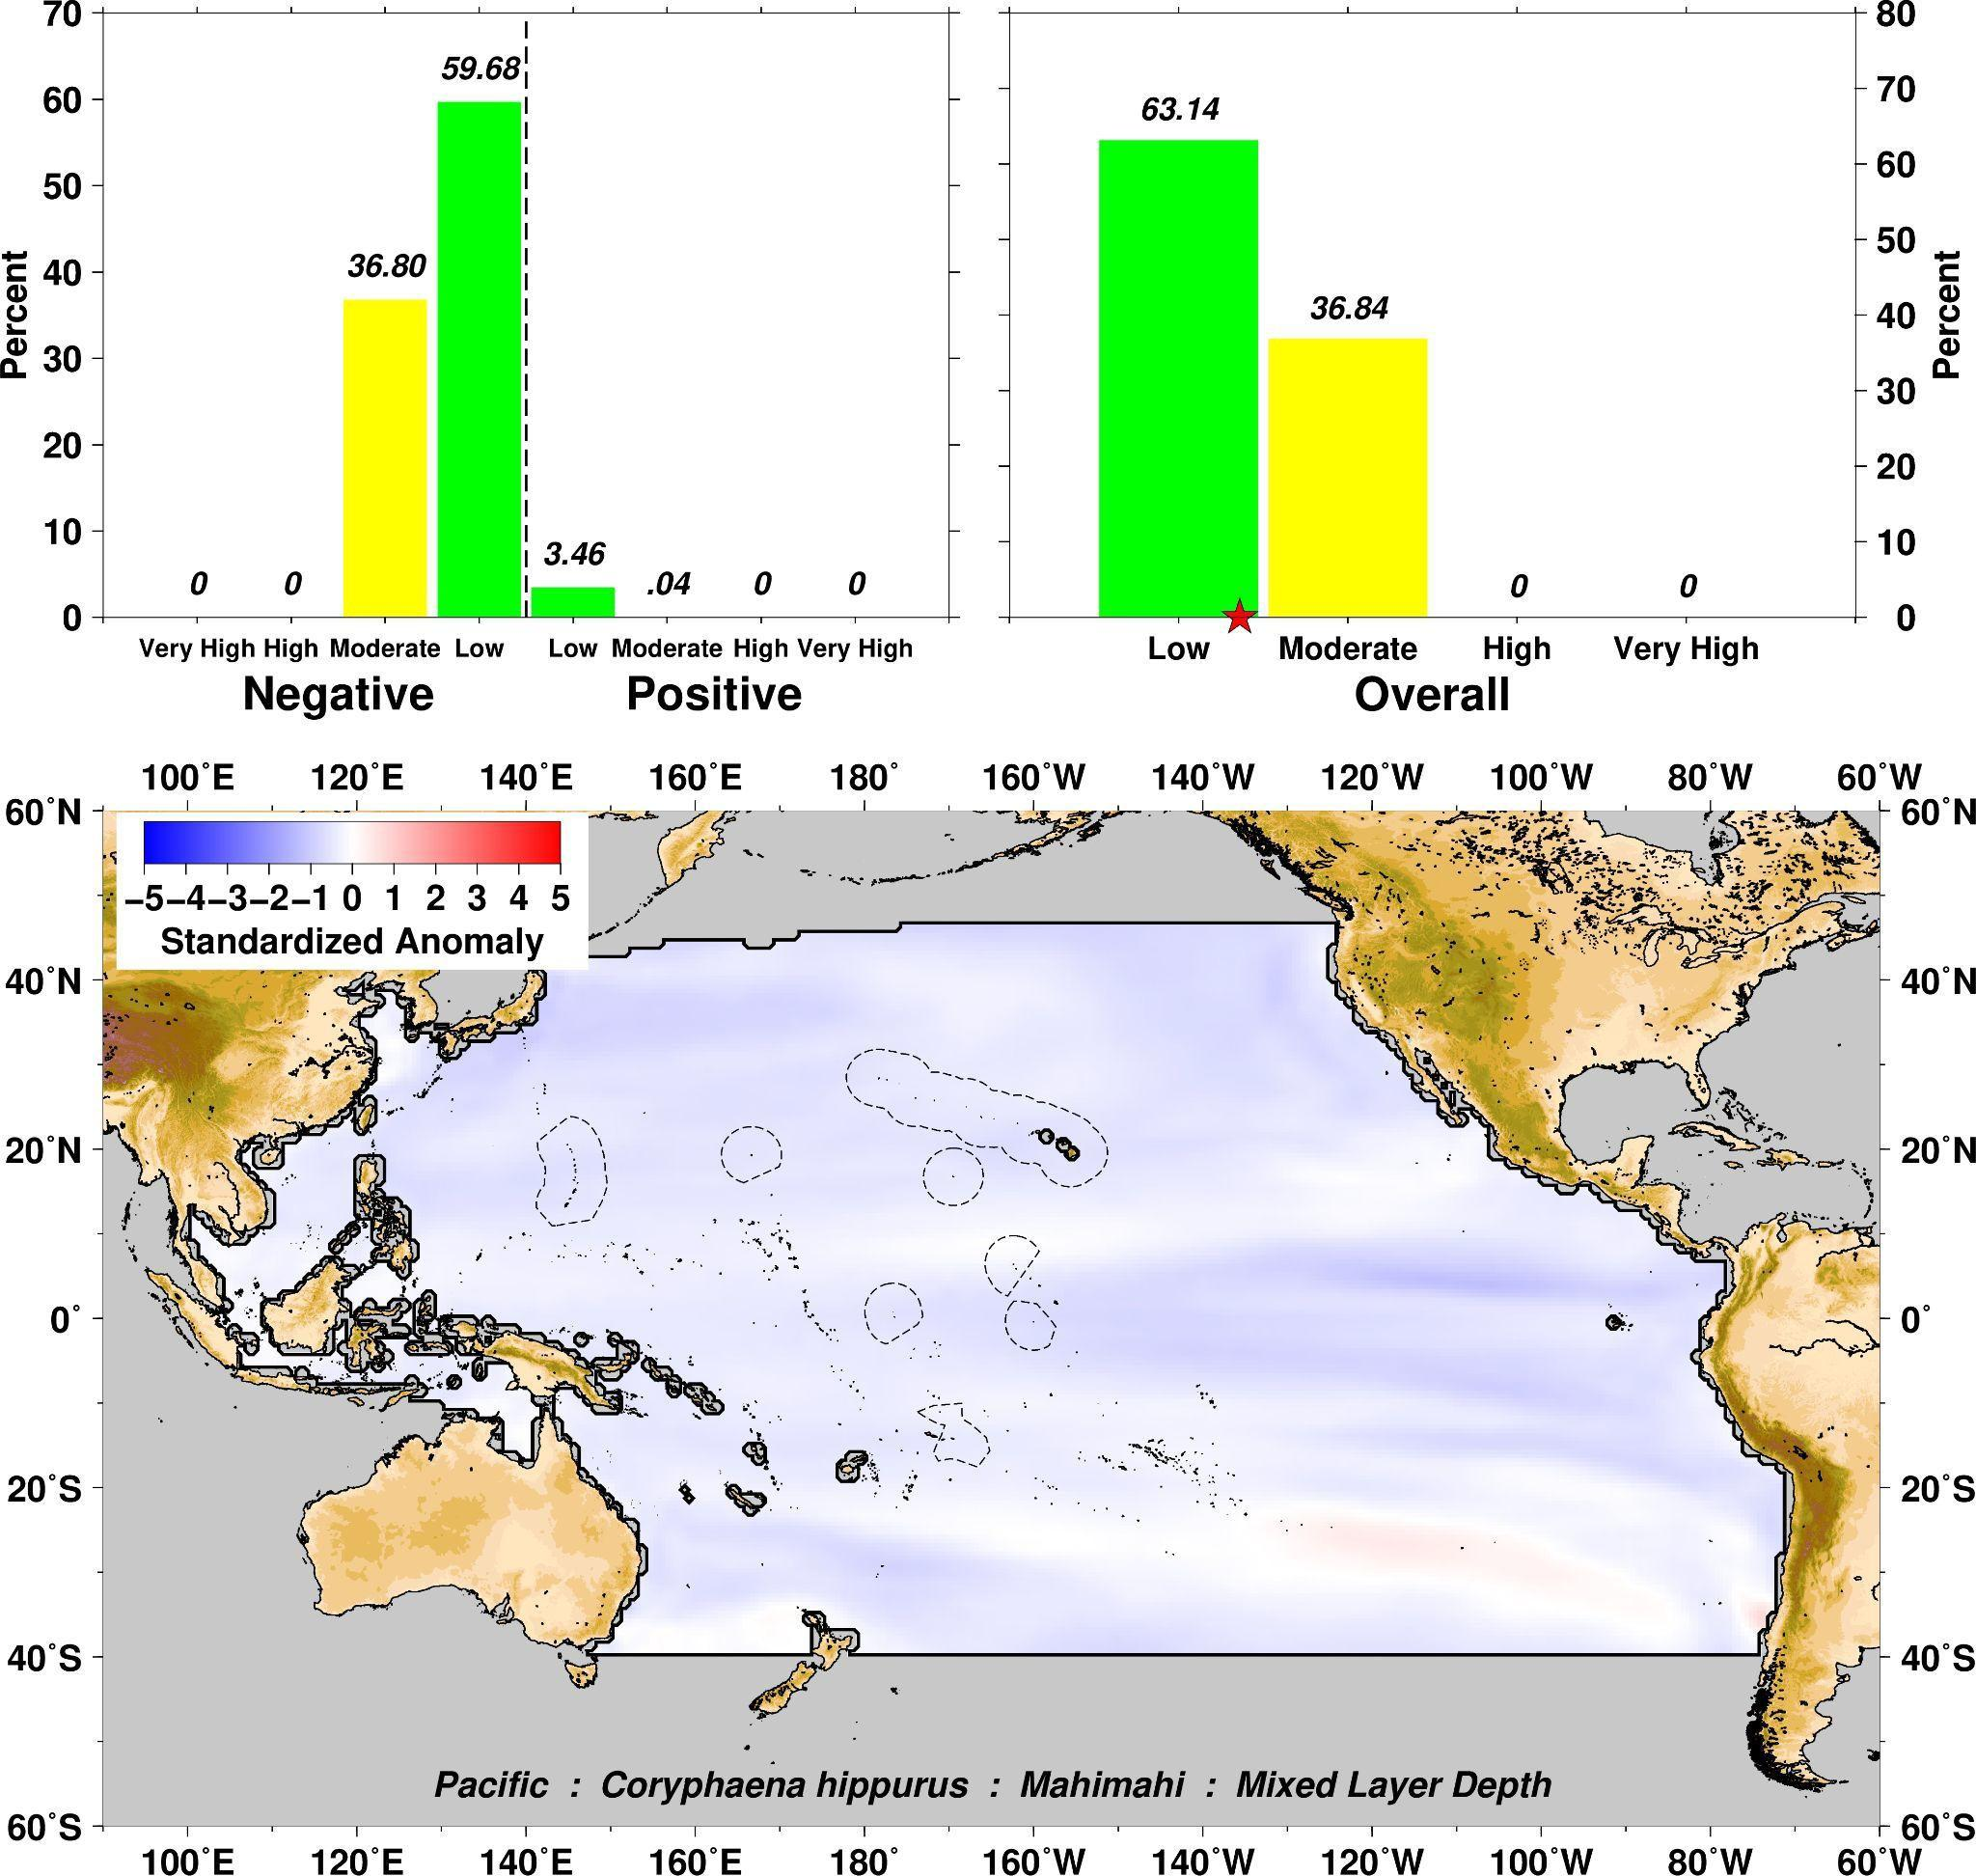 70
60
50
40
30
20
10
0
Percent
36.80
59.68
3.46
0
0
.04
0
0
Very High High Moderate Low
Low Moderate High Very High
Negative
Positive
80
70
60
50
40
30
20
10
0
Percent
63.14
36.84
0
0
Low
Moderate
High
Very High
Overall
100°E 120°E 140°E 160°E 180° 160°W 140°W 120°W 100°W 80°W 60°W
60°N
40°N
20°N
0°
20°S
40°S
60°S
−5−4−3−2−1 0 1 2 3 4 5
Standardized Anomaly
60°N
40°N
20°N
0°
20°S
40°S
60°S
Pacific : Coryphaena hippurus : Mahimahi : Mixed Layer Depth
100°E 120°E 140°E 160°E 180° 160°W 140°W 120°W 100°W 80°W 60°W